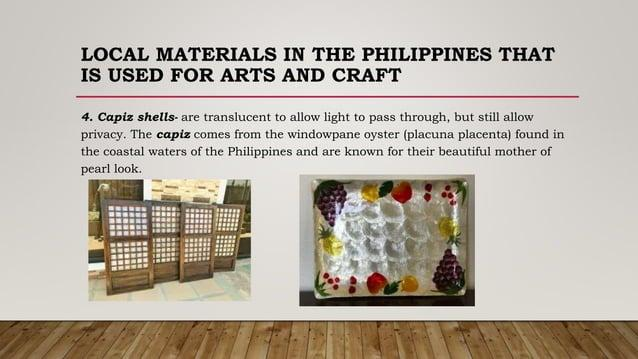 LOCAL MATERIALS IN THE PHILIPPINES THAT
IS USED FOR ARTS AND CRAFT
4. Capiz shells- are translucent to allow light to pass through, but still allow
privacy. The capiz comes from the windowpane oyster (placuna placenta) found in
the coastal waters of the Philippines and are known for their beautiful mother of
pearl look.